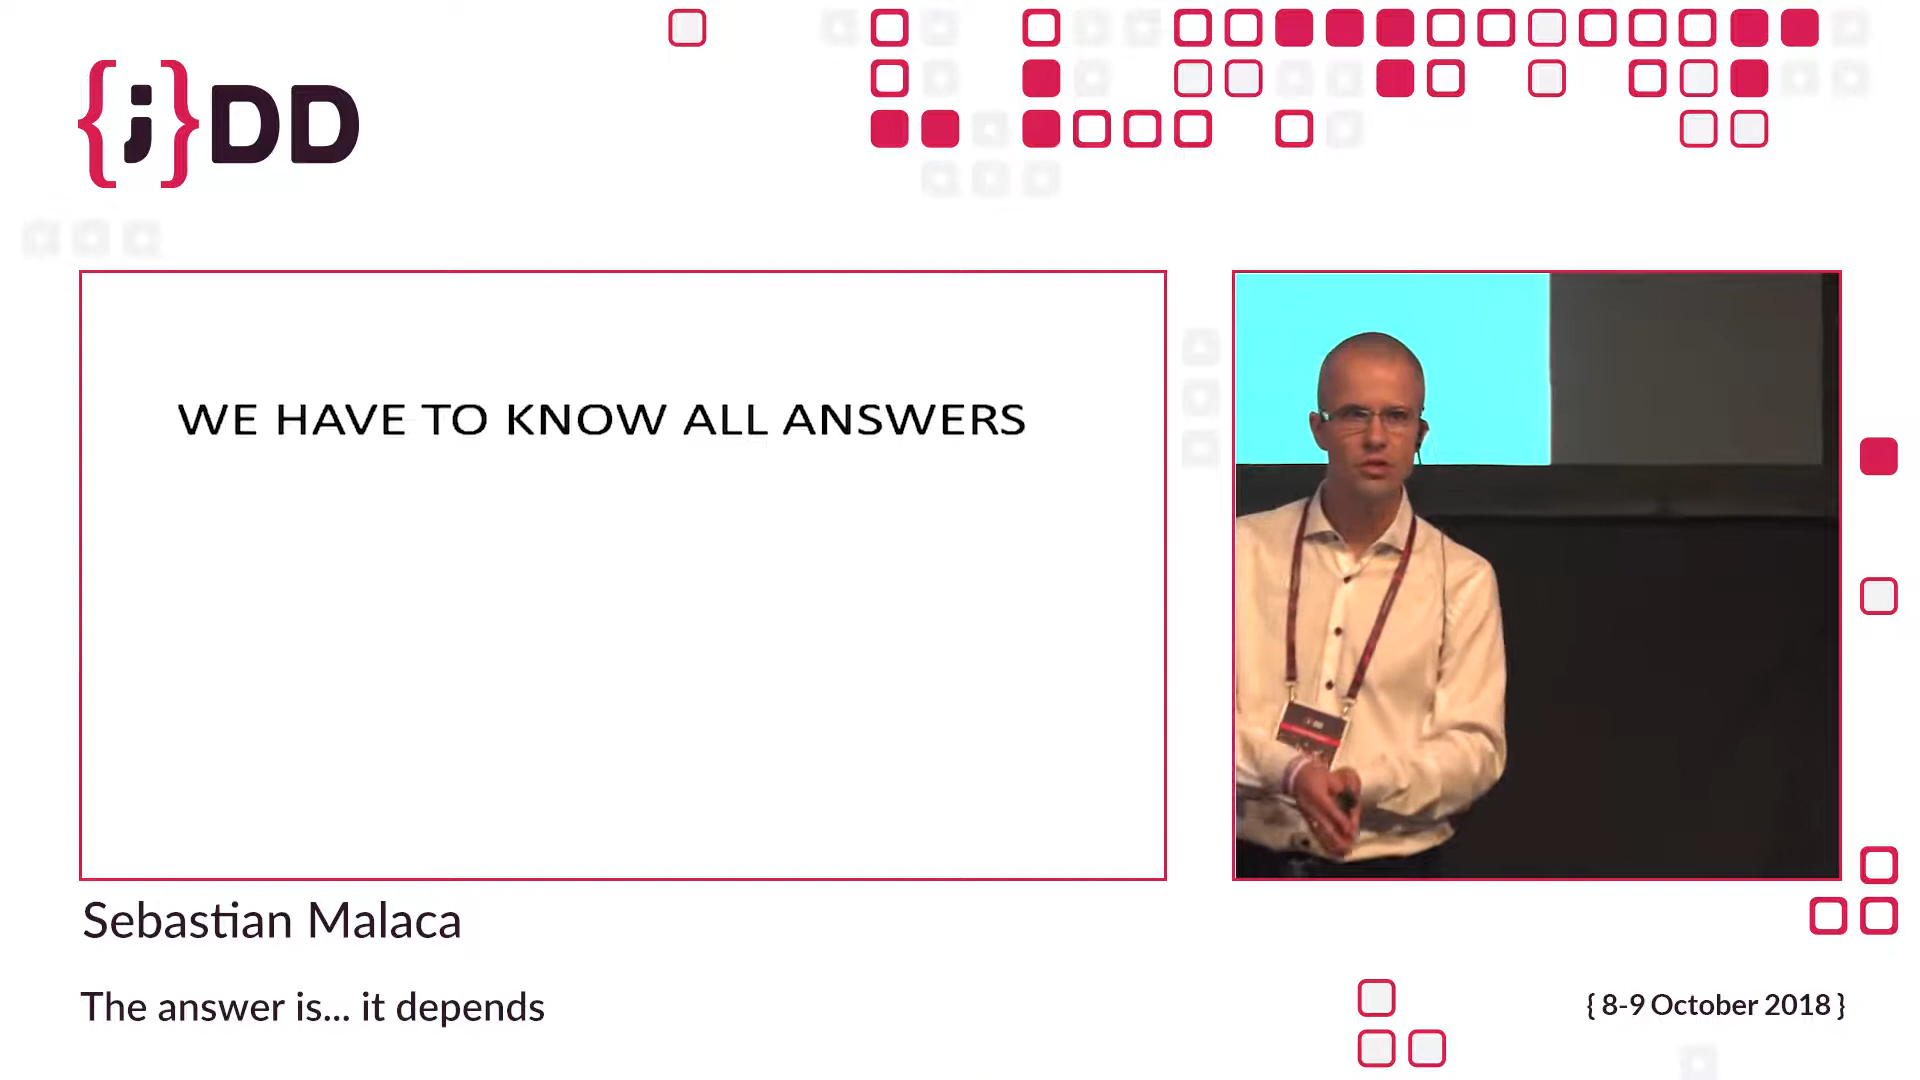 {j}DD
WE HAVE TO KNOW ALL ANSWERS
Sebastian Malaca
The answer is... it depends
{ 8-9 October 2018 }